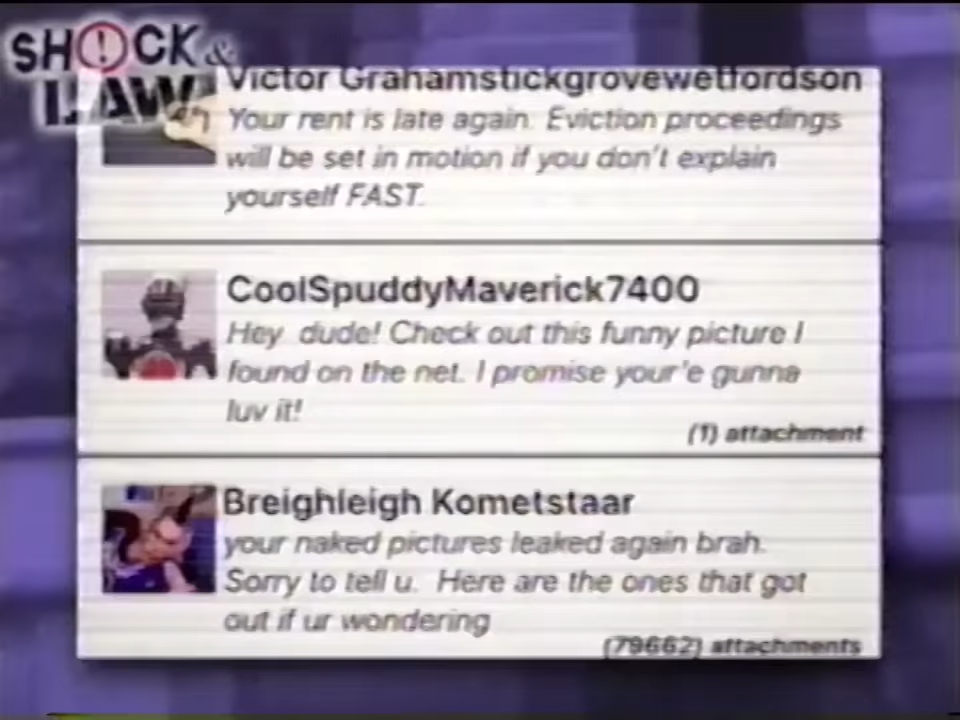 SHOCK &
LAW
Victor Grahamstickgrovewetfordson
Your rent is late again. Eviction proceedings
will be set in motion if you don't explain
yourself FAST.
CoolSpuddyMaverick7400
Hey dude! Check out this funny picture I
found on the net. I promise your'e gunna
luv it!
(1) attachment
Breighleigh Kometstaar
your naked pictures leaked again brah.
Sorry to tell u. Here are the ones that got
out if ur wondering
(79662) attachments